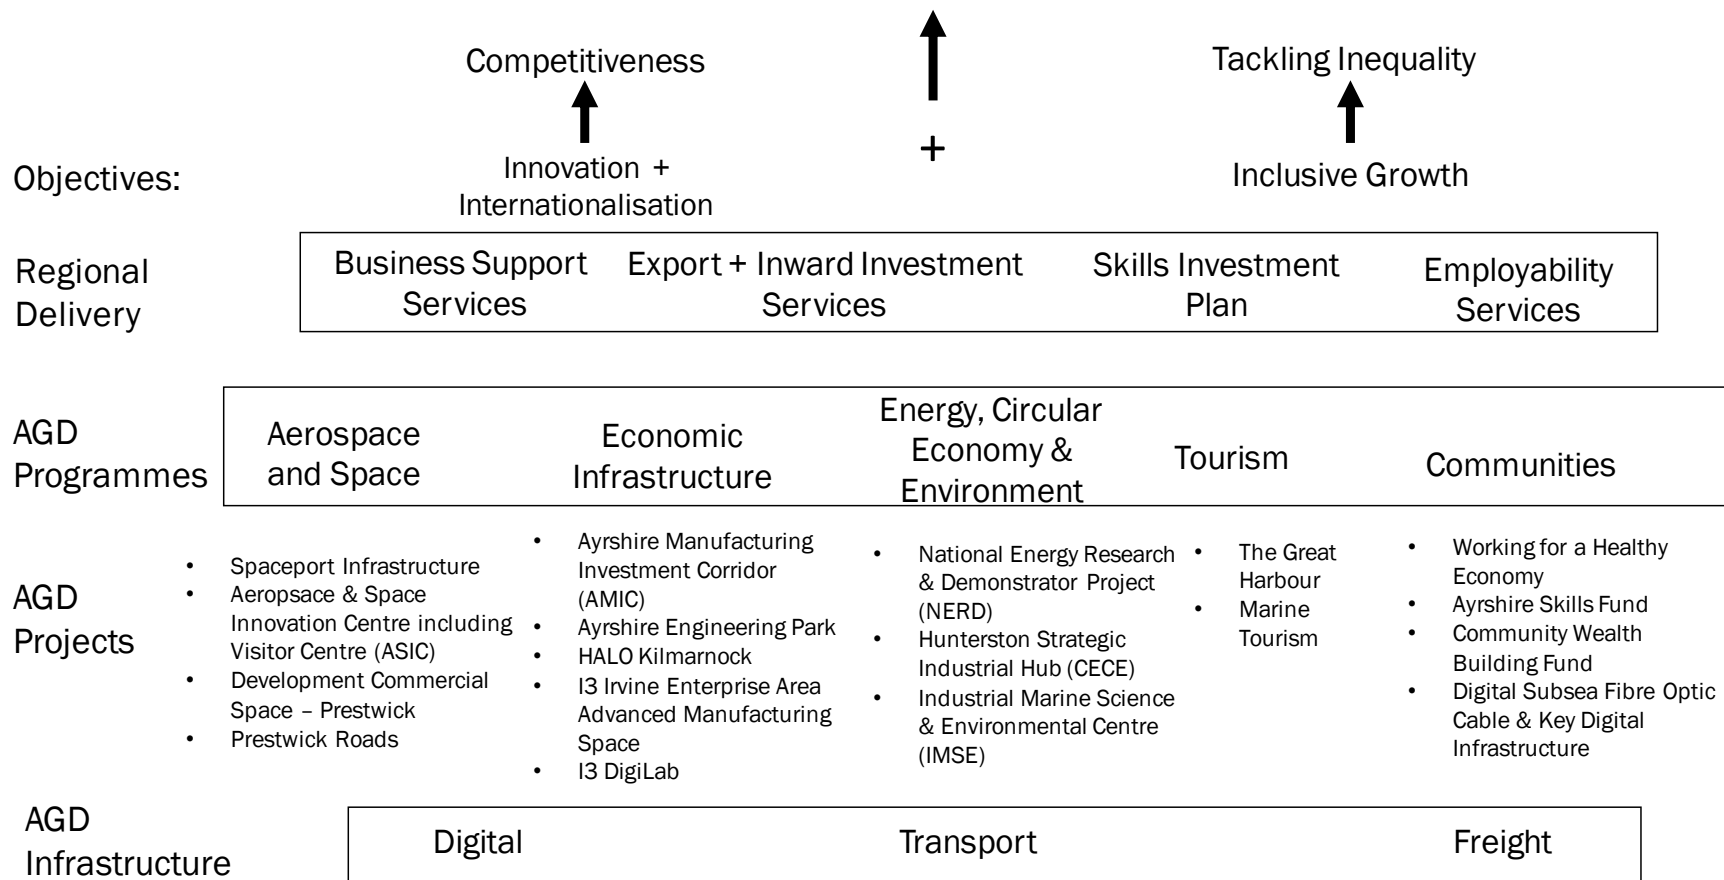 Competitiveness
Tackling Inequality
+
Objectives:
Innovation +
Internationalisation
Inclusive Growth
Regional
Delivery
Business Support
Services
Export + Inward Investment
Services
Skills Investment
Plan
Employability
Services
AGD
Programmes
Aerospace
and Space
Economic
Infrastructure
Energy, Circular
Economy &
Environment
Tourism
Communities
AGD
Projects
• Spaceport Infrastructure
• Aeropsace & Space
Innovation Centre including
Visitor Centre (ASIC)
• Development Commercial
Space – Prestwick
• Prestwick Roads
• Ayrshire Manufacturing
Investment Corridor
(AMIC)
• Ayrshire Engineering Park
• HALO Kilmarnock
• I3 Irvine Enterprise Area
Advanced Manufacturing
Space
• I3 DigiLab
• National Energy Research
& Demonstrator Project
(NERD)
• Hunterston Strategic
Industrial Hub (CECE)
• Industrial Marine Science
& Environmental Centre
(IMSE)
• The Great
Harbour
• Marine
Tourism
• Working for a Healthy
Economy
• Ayrshire Skills Fund
• Community Wealth
Building Fund
• Digital Subsea Fibre Optic
Cable & Key Digital
Infrastructure
AGD
Infrastructure
Digital
Transport
Freight